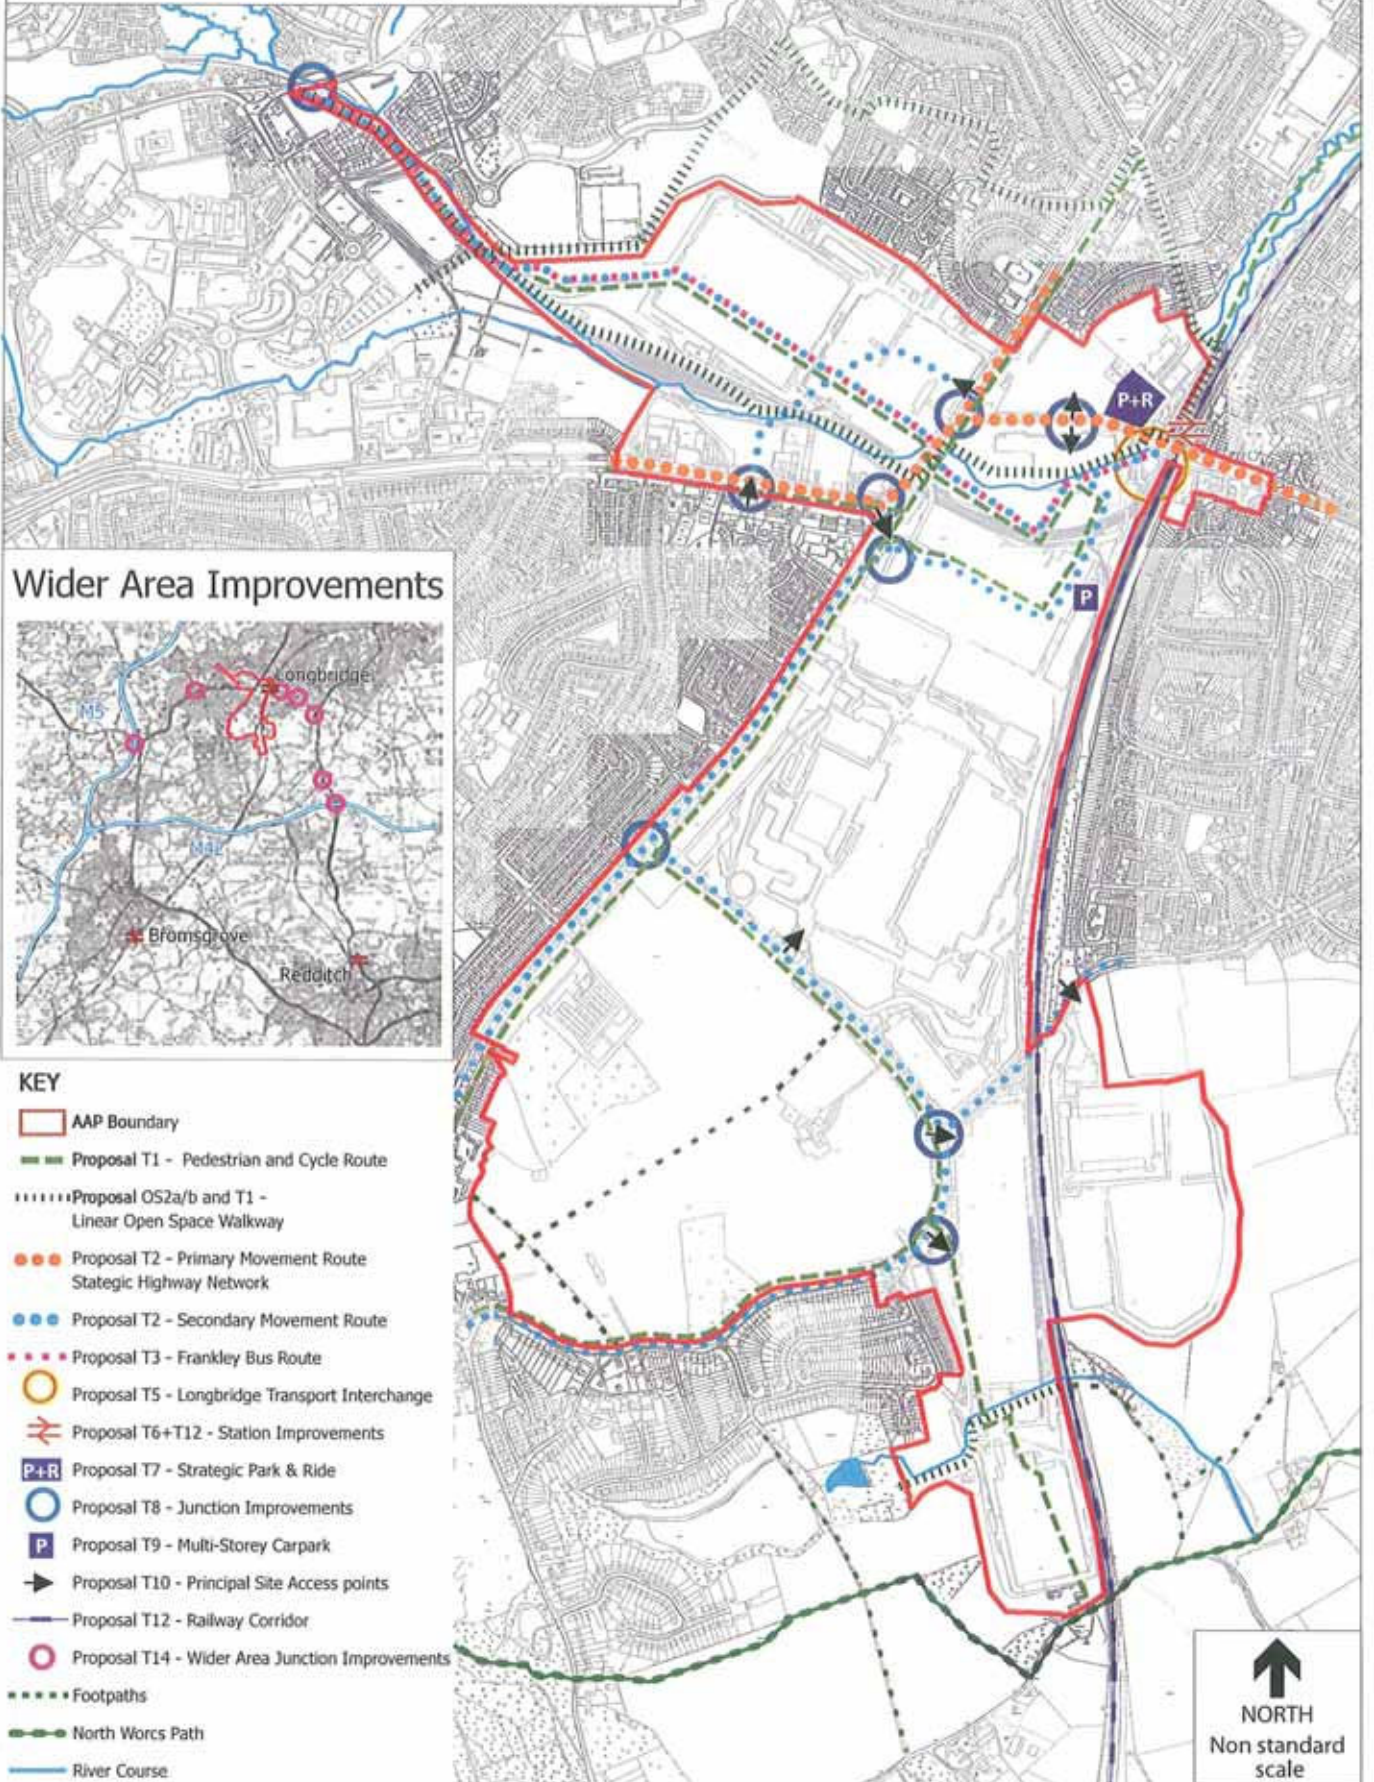 P+R
P
Wider Area Improvements
Longbridge
M5
M42
Bromsgrove
Redditch
KEY
AAP Boundary
Proposal T1 - Pedestrian and Cycle Route
Proposal OS2a/b and T1 -
Linear Open Space Walkway
Proposal T2 - Primary Movement Route
Stategic Highway Network
Proposal T2 - Secondary Movement Route
Proposal T3 - Frankley Bus Route
Proposal T5 - Longbridge Transport Interchange
Proposal T6+T12 - Station Improvements
P+R Proposal T7 - Strategic Park & Ride
Proposal T8 - Junction Improvements
P Proposal T9 - Multi-Storey Carpark
Proposal T10 - Principal Site Access points
Proposal T12 - Railway Corridor
Proposal T14 - Wider Area Junction Improvements
Footpaths
North Worcs Path
River Course
NORTH
Non standard
scale